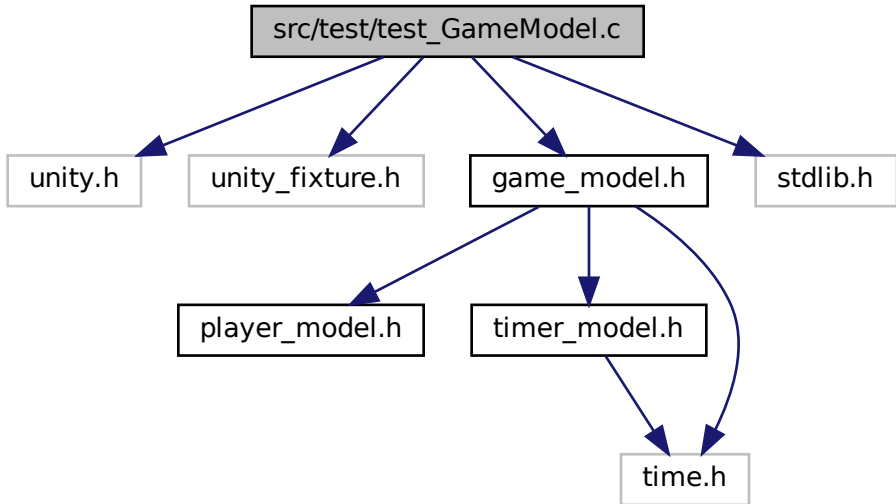 src/test/test_GameModel.c
unity.h
unity_fixture.h
game_model.h
stdlib.h
player_model.h
timer_model.h
time.h